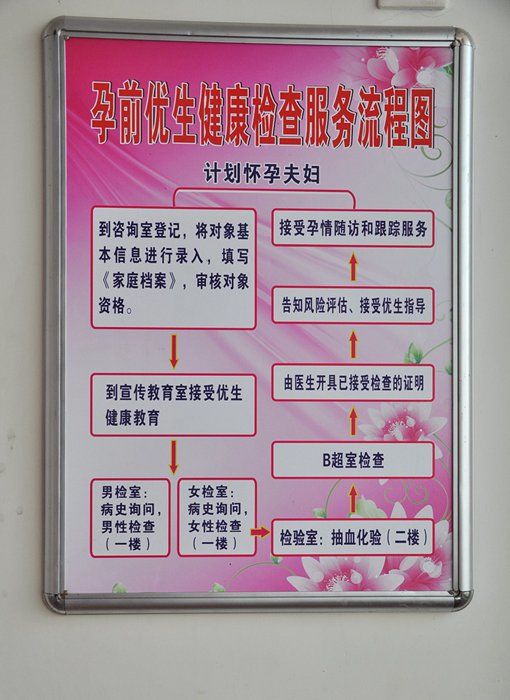 孕前优生健康检查服务流程图
计划怀孕夫妇
到咨询室登记，将对象基
本信息进行录入，填写
《家庭档案》，审核对象
资格。
到宣传教育室接受优生
健康教育
男检室：
病史询问，
男性检查
（一楼）
女检室：
病史询问，
女性检查
（一楼）
检验室：抽血化验（二楼）
B超室检查
由医生开具已接受检查的证明
告知风险评估、接受优生指导
接受孕情随访和跟踪服务